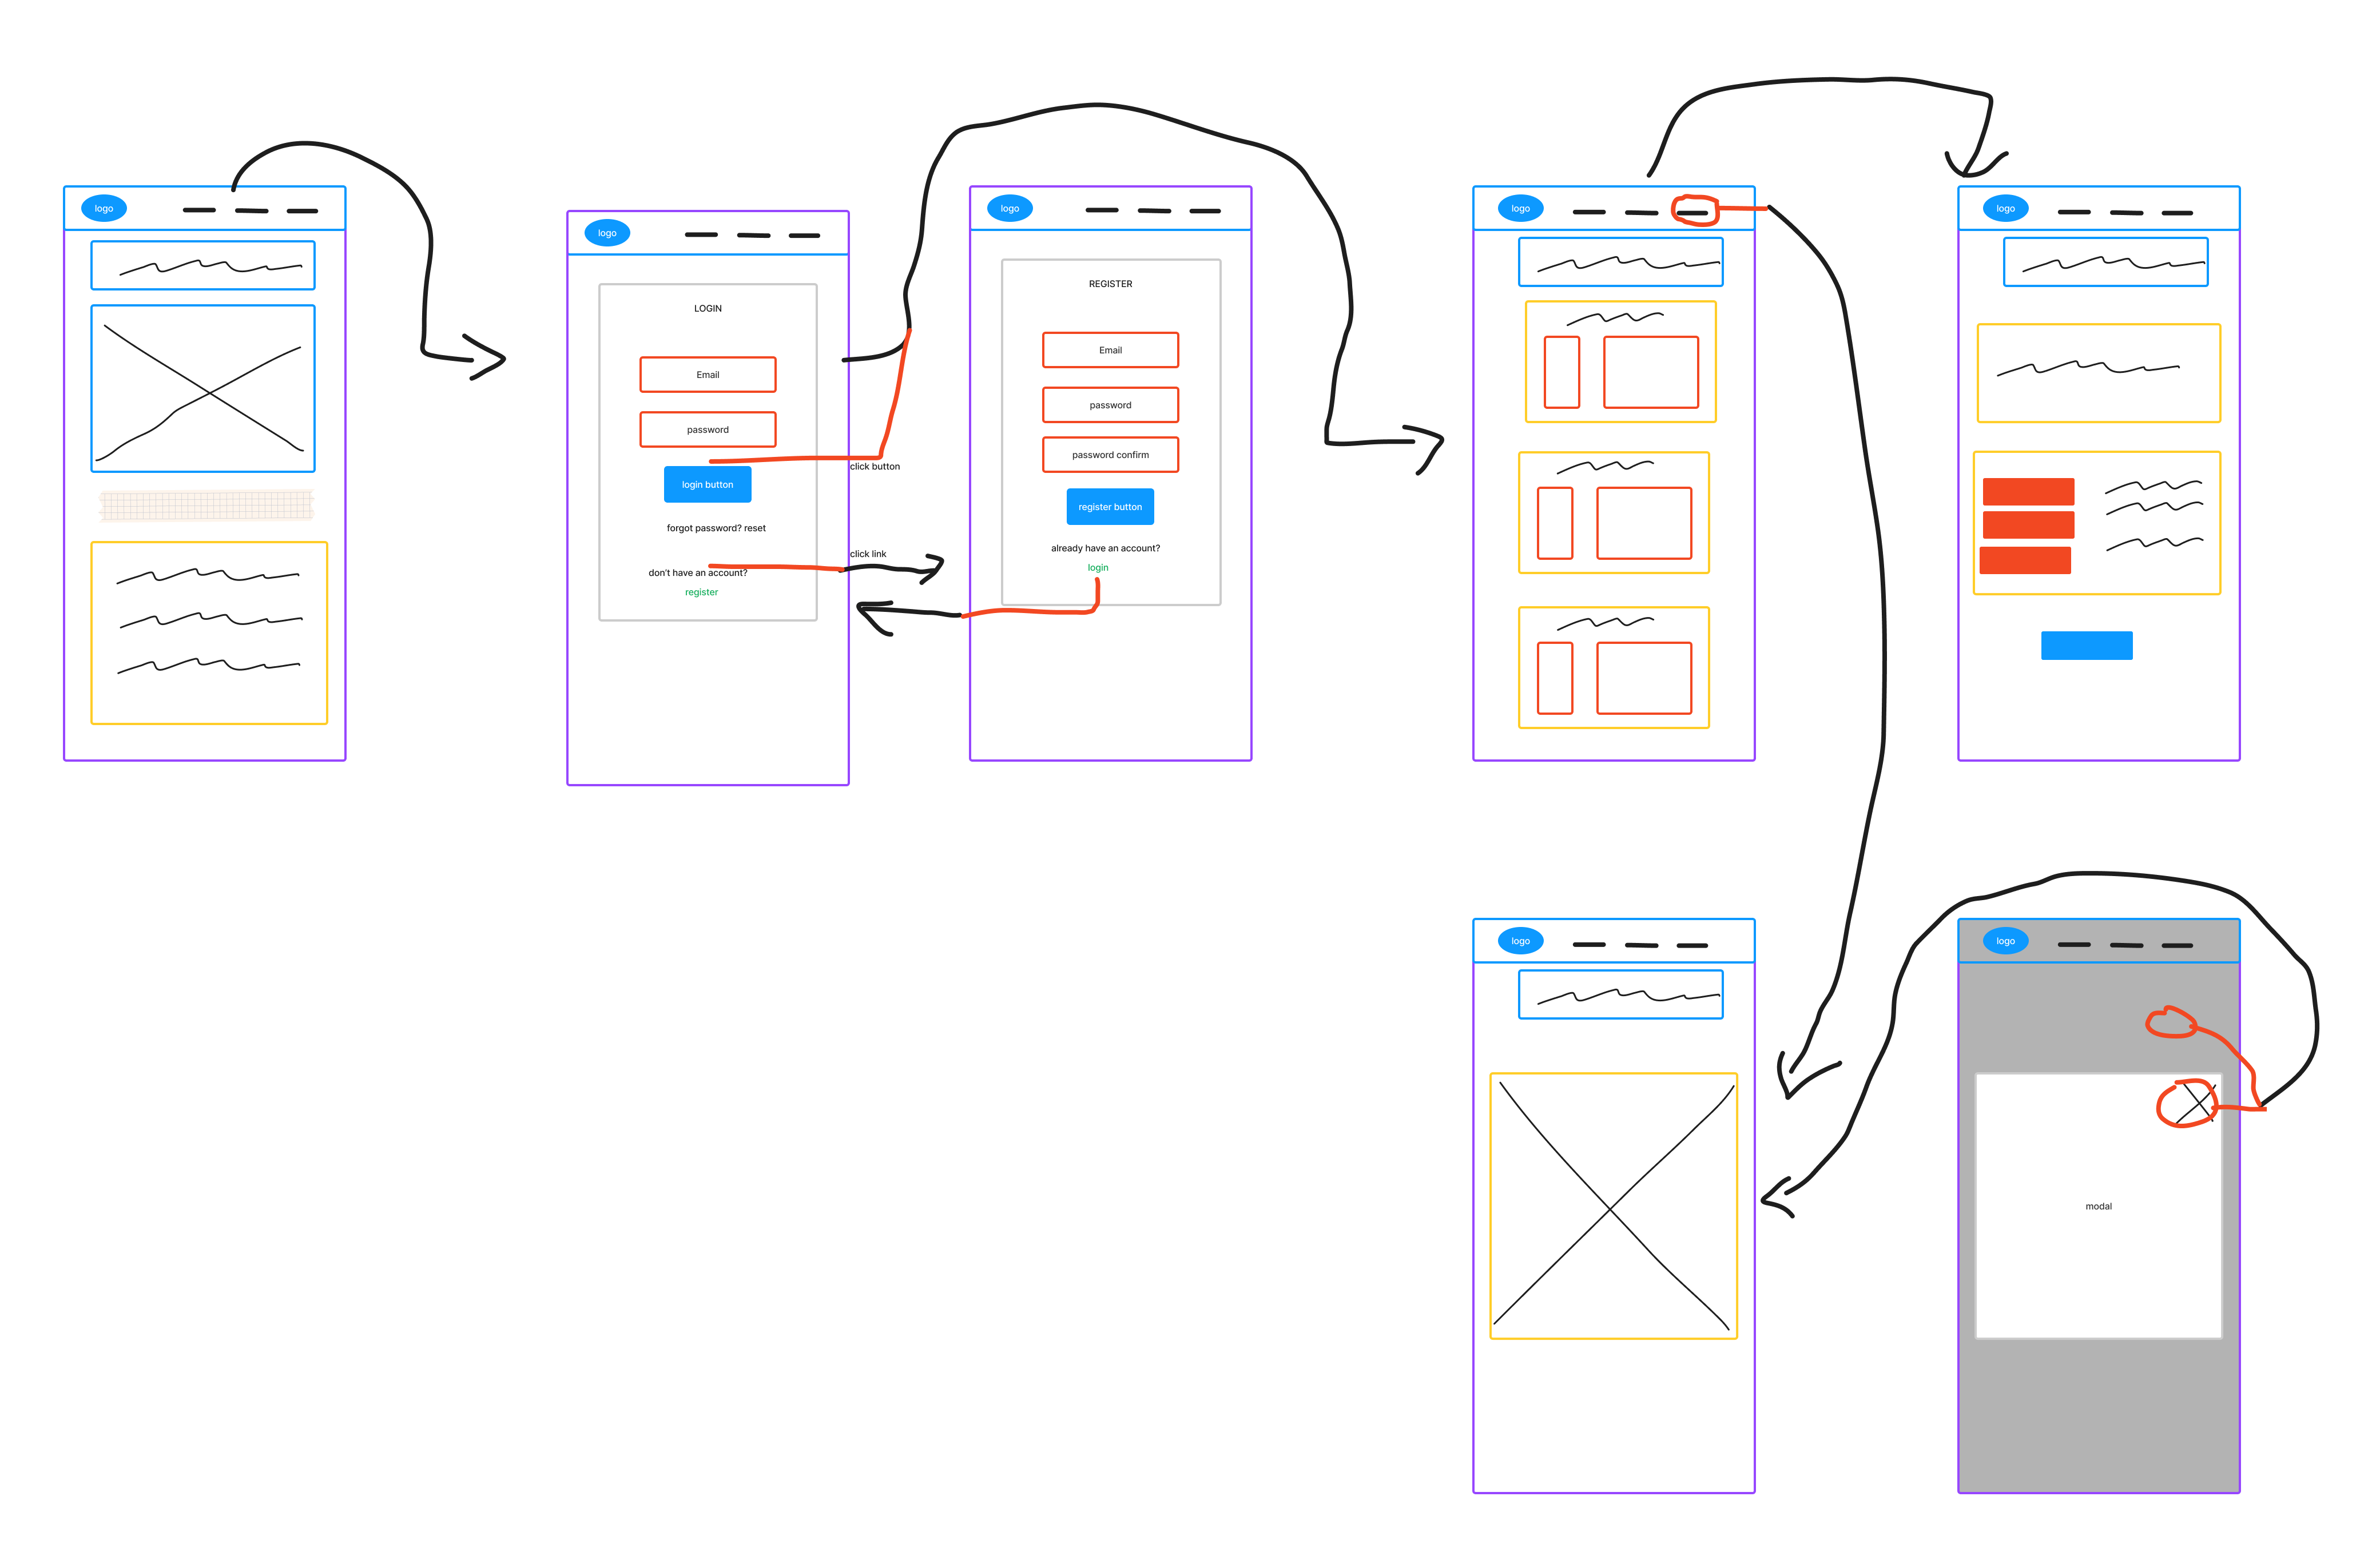 logo
logo
LOGIN
Email
password
click button
login button
forgot password? reset
click link
don't have an account?
register
logo
REGISTER
Email
password
password confirm
register button
already have an account?
login
logo
logo
logo
logo
modal